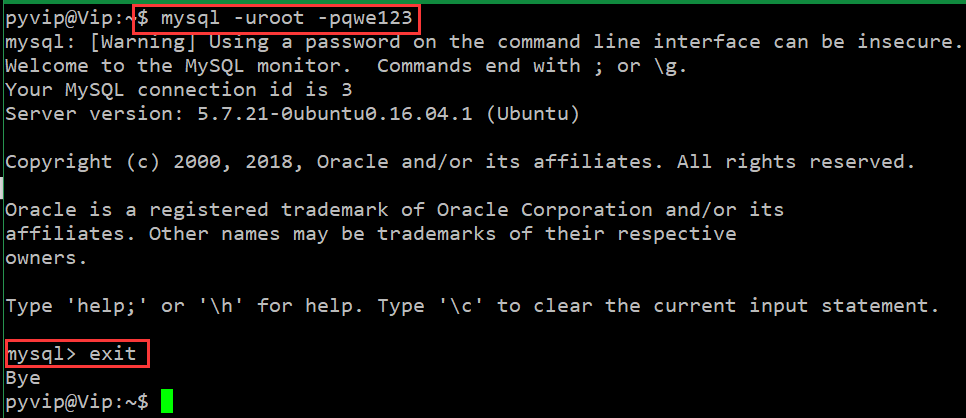 pyvip@Vip:~$ mysql -uroot -pqwe123
mysql: [Warning] Using a password on the command line interface can be insecure.
Welcome to the MySQL monitor.  Commands end with ; or \g.
Your MySQL connection id is 3
Server version: 5.7.21-0ubuntu0.16.04.1 (Ubuntu)
Copyright (c) 2000, 2018, Oracle and/or its affiliates. All rights reserved.
Oracle is a registered trademark of Oracle Corporation and/or its
affiliates. Other names may be trademarks of their respective
owners.
Type 'help;' or '\h' for help. Type '\c' to clear the current input statement.
mysql> exit
Bye
pyvip@Vip:~$